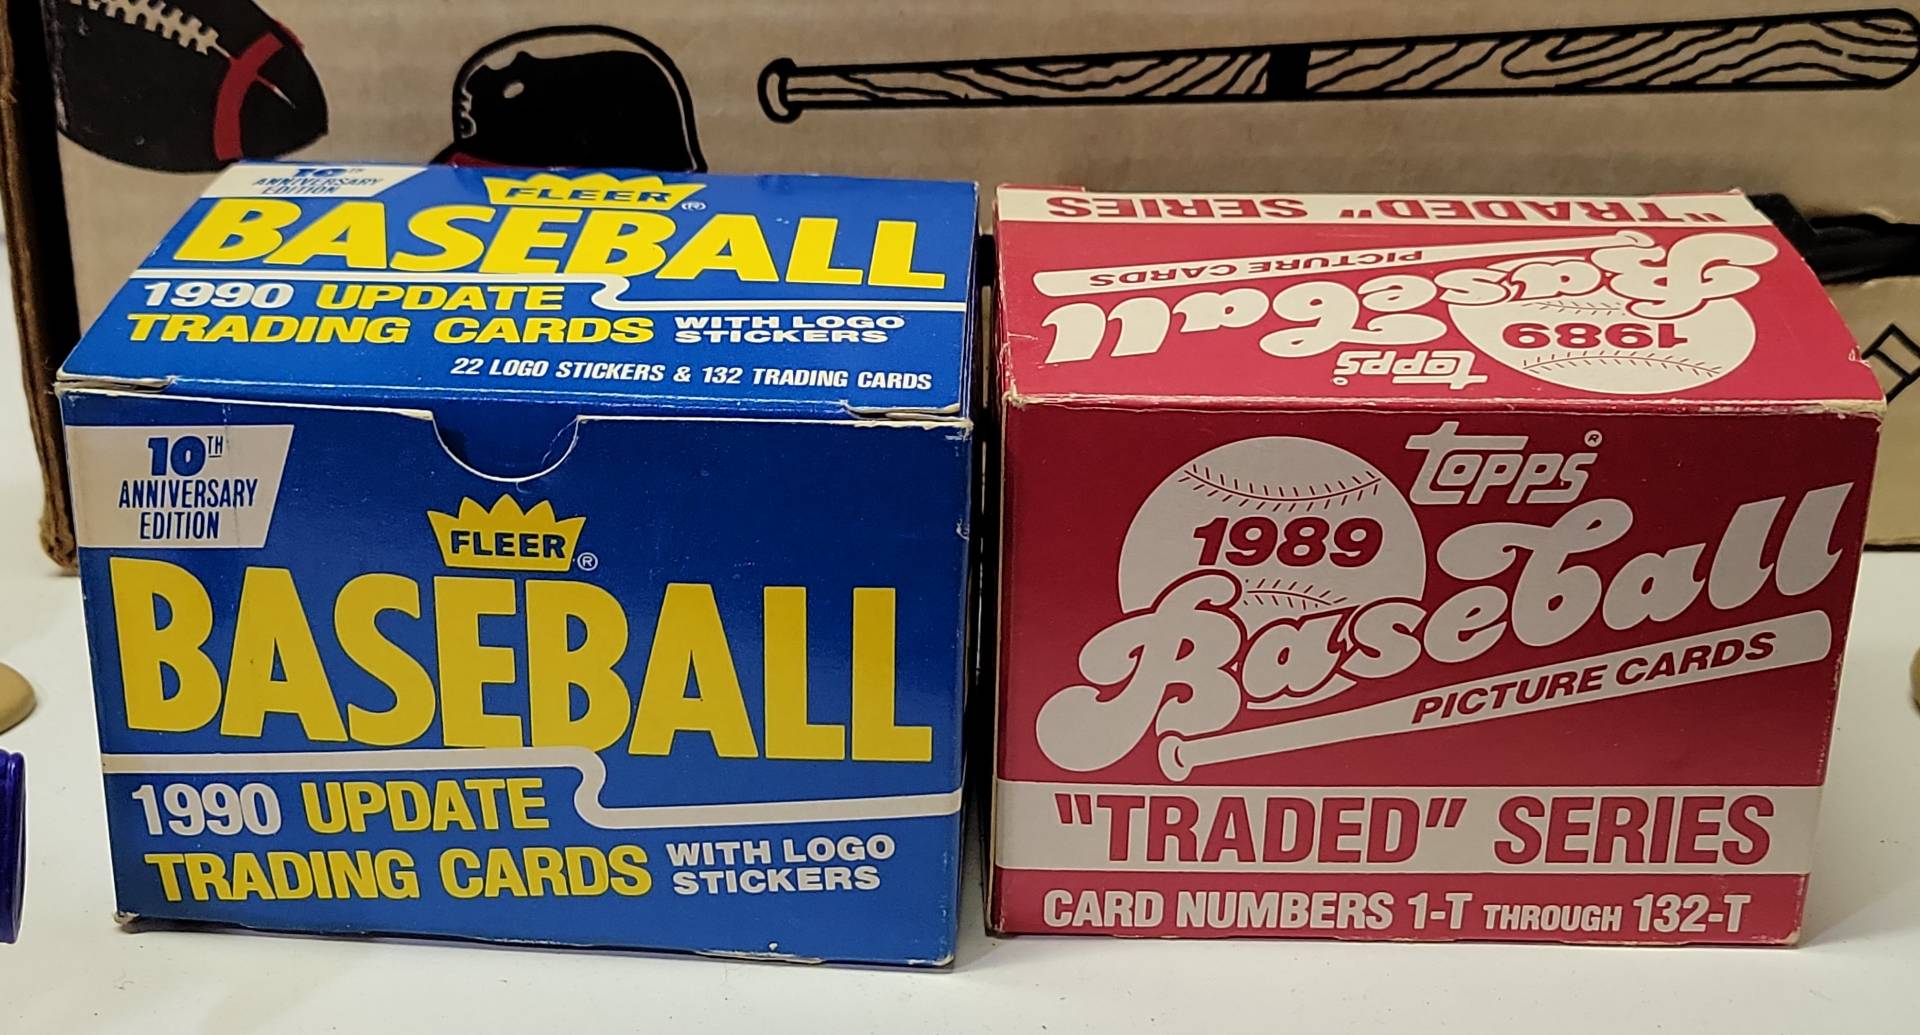 10TH
ANNIVERSARY
EDITION
FLEER®
BASEBALL
1990 UPDATE
TRADING CARDS WITH LOGO
STICKERS
22 LOGO STICKERS & 132 TRADING CARDS
10TH
ANNIVERSARY
EDITION
FLEER®
BASEBALL
1990 UPDATE
TRADING CARDS WITH LOGO
STICKERS
"TRADED" SERIES
PICTURE CARDS
Baseball
1989
Topps®
Topps®
1989
Baseball
PICTURE CARDS
"TRADED" SERIES
CARD NUMBERS 1-T THROUGH 132-T